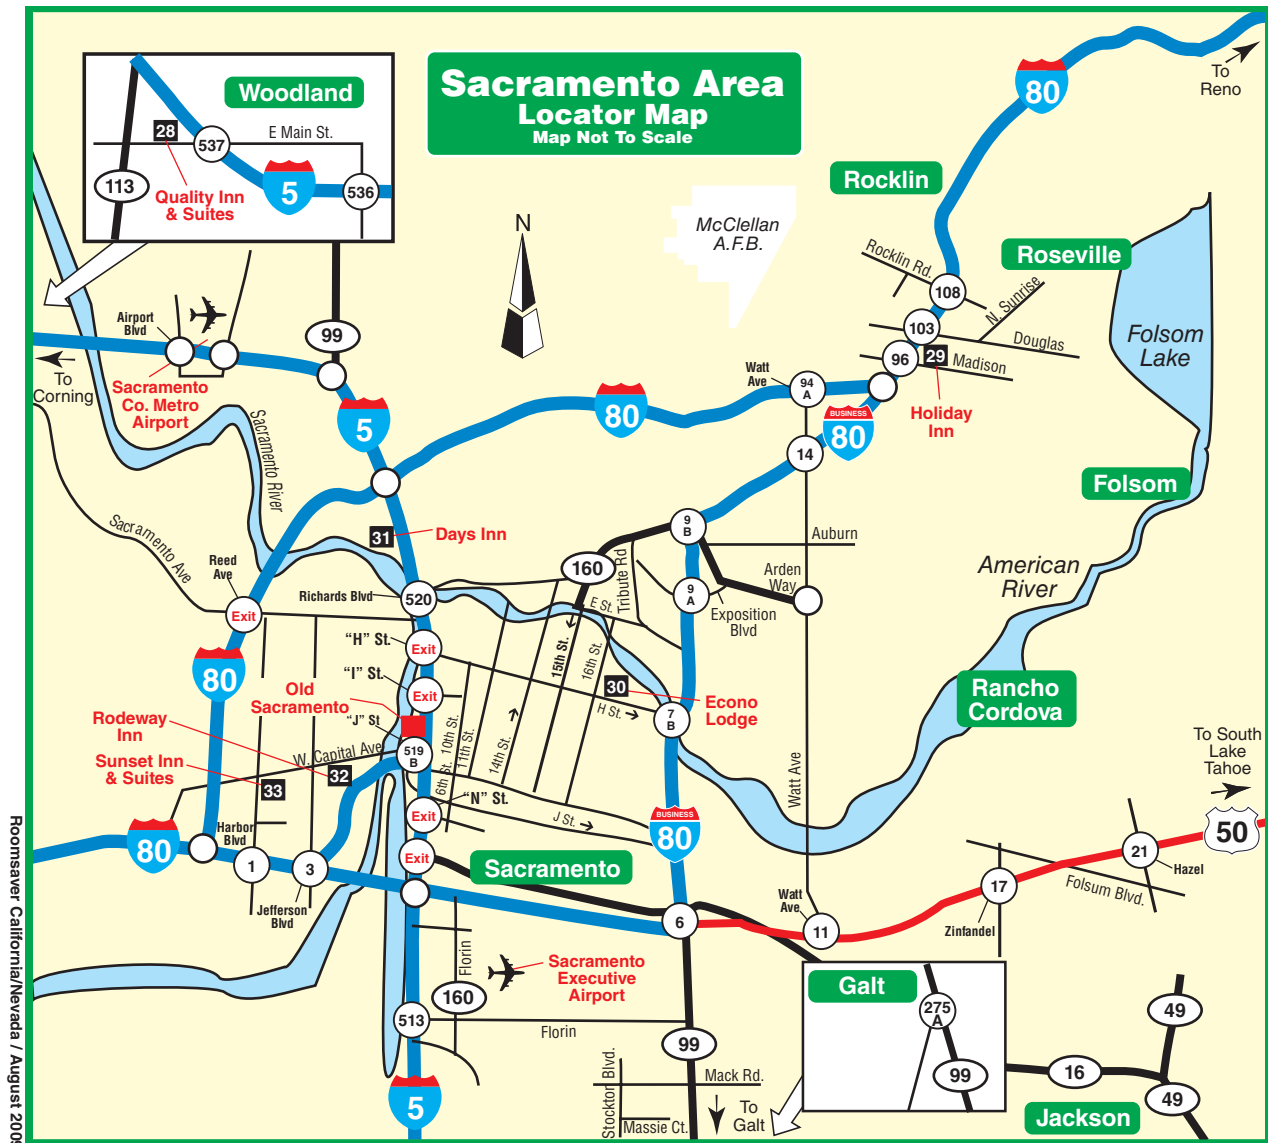 Sacramento Area
Locator Map
Map Not To Scale
Woodland
28
E Main St.
537
113
5
536
Quality Inn
& Suites
80
To
Reno
Rocklin
McClellan
A.F.B.
N
Roseville
Rocklin Rd.
108
N. Sunrise
103
Douglas
96
29
Madison
Folsom
Lake
Holiday
Inn
Airport
Blvd
99
To
Corning
Sacramento
Co. Metro
Airport
5
80
Watt
Ave
94
A
BUSINESS
80
14
Sacramento River
Folsom
31
Days Inn
9
B
Auburn
Sacramento Ave
Reed
Ave
160
Tribute Rd
Arden
Way
American
River
Richards Blvd
520
9
A
Exit
E St.
Exposition
Blvd
"H" St.
Exit
15th St.
16th St.
80
"I" St.
Exit
30
Econo
Lodge
Rancho
Cordova
Old
Sacramento
H St.
7
B
Rodeway
Inn
"J" St
10th St.
11th St.
14th St.
6th St.
519
B
W. Capital Ave
Sunset Inn
& Suites
33
32
Watt Ave
To South
Lake
Tahoe
"N" St.
Exit
J St.
BUSINESS
80
50
Harbor
Blvd
80
1
3
Exit
Sacramento
21
Hazel
Folsum Blvd.
17
Jefferson
Blvd
Watt
Ave
6
11
Zinfandel
Florin
Sacramento
Executive
Airport
160
513
Florin
Galt
275
A
99
49
99
16
49
Stockton Blvd.
Mack Rd.
5
Massie Ct.
To
Galt
Jackson
Roomsaver California/Nevada / August 2009